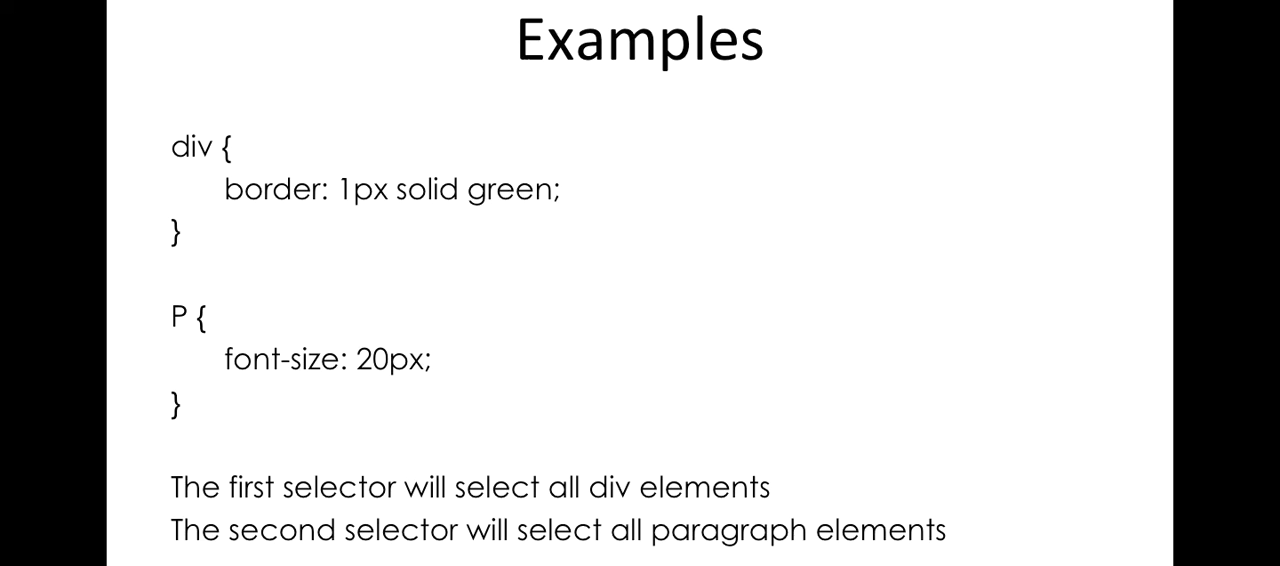 Examples
div {
border: 1px solid green;
}
P {
font-size: 20px;
}
The first selector will select all div elements
The second selector will select all paragraph elements